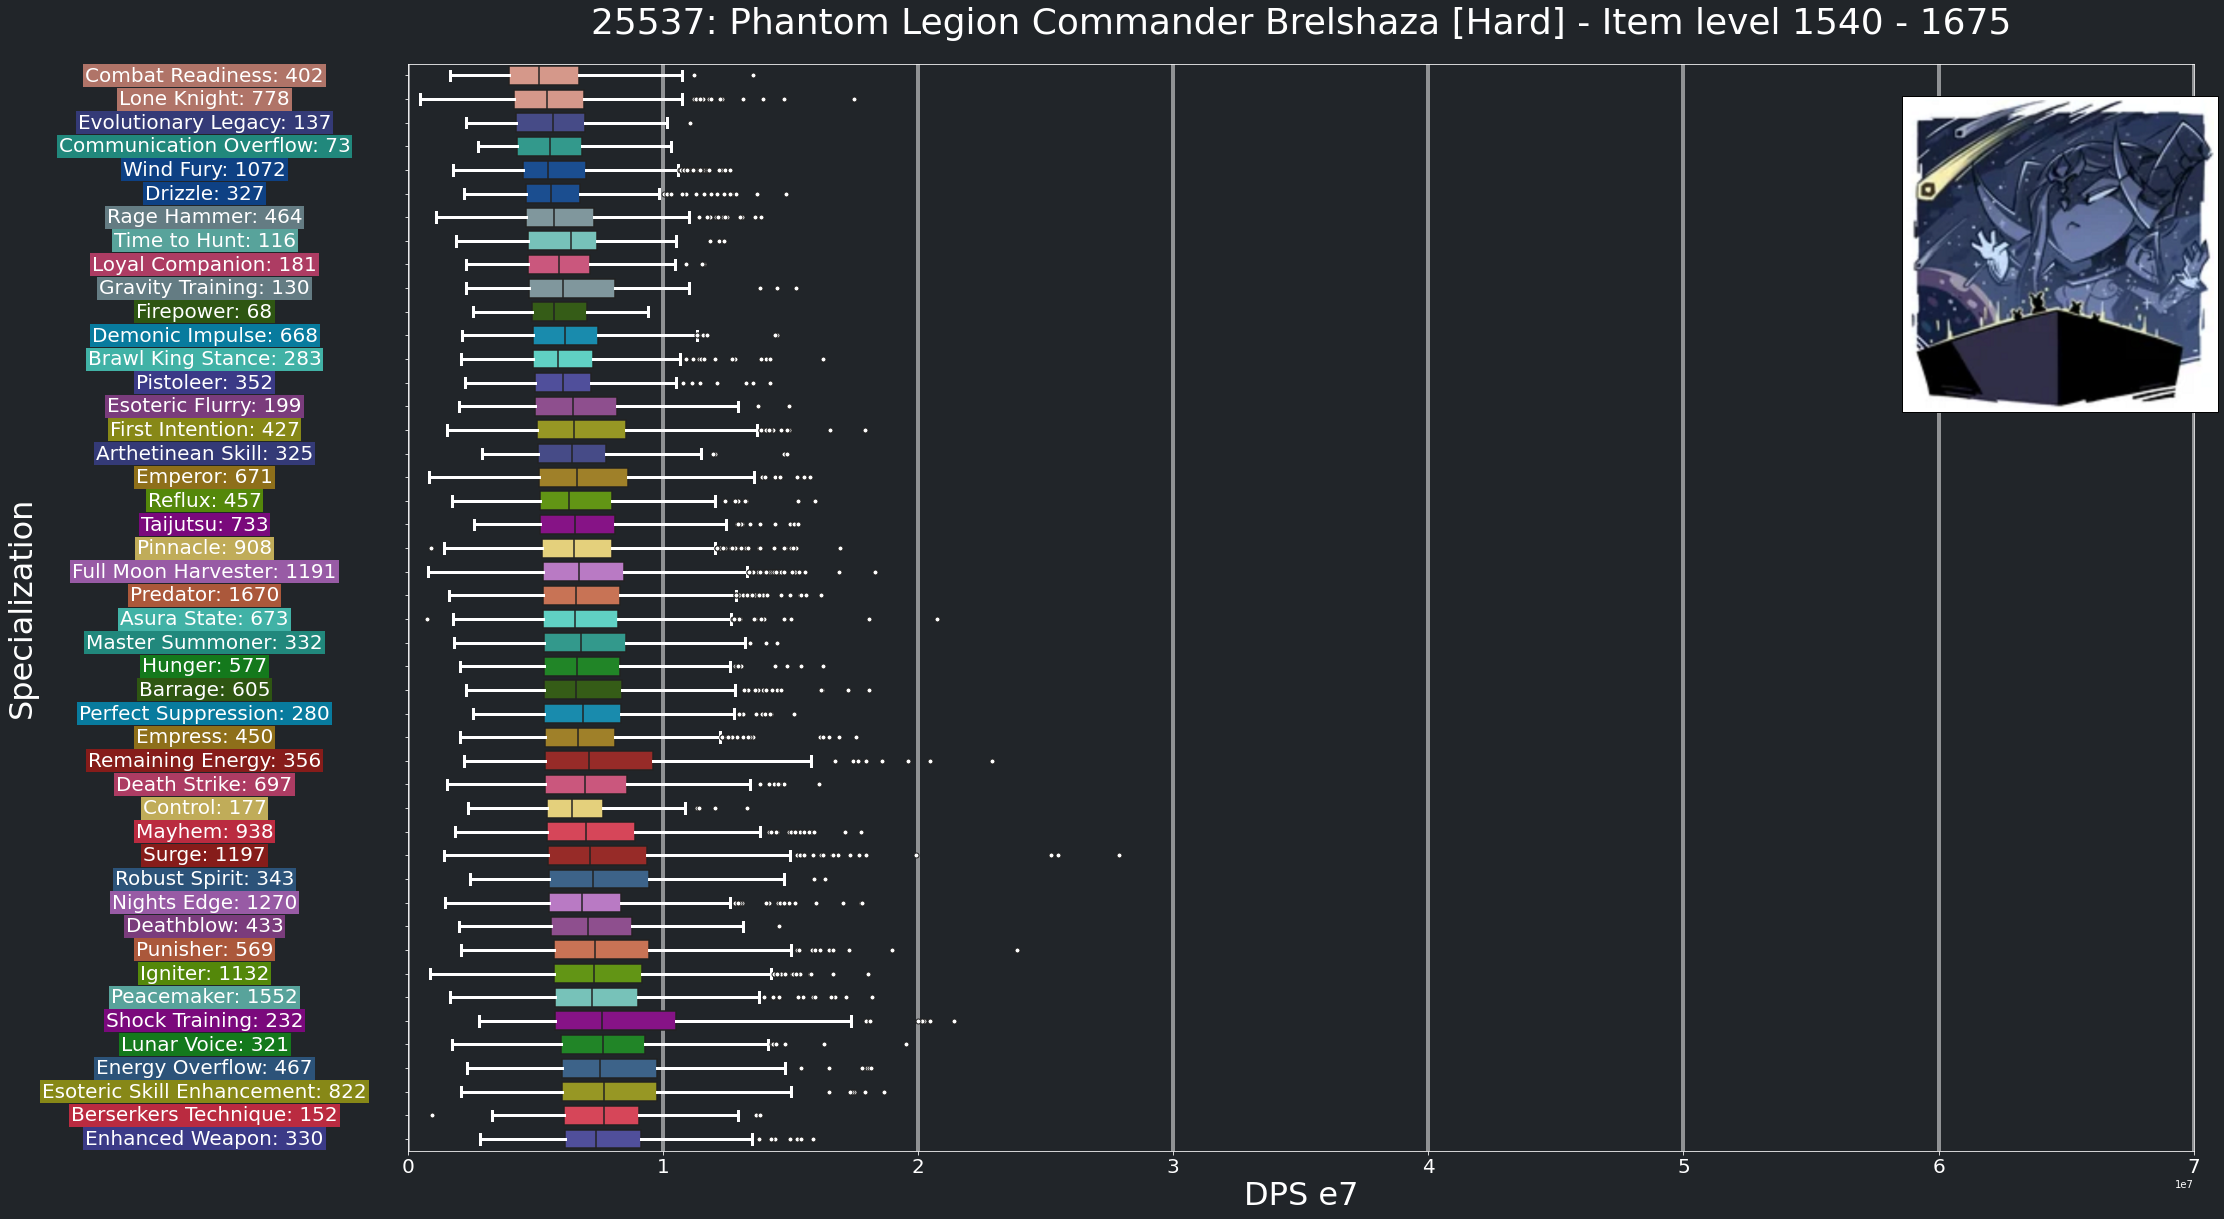 25537: Phantom Legion Commander Brelshaza [Hard] - Item level 1540 - 1675
Specialization
Combat Readiness: 402
Lone Knight: 778
Evolutionary Legacy: 137
Communication Overflow: 73
Wind Fury: 1072
Drizzle: 327
Rage Hammer: 464
Time to Hunt: 116
Loyal Companion: 181
Gravity Training: 130
Firepower: 68
Demonic Impulse: 668
Brawl King Stance: 283
Pistoleer: 352
Esoteric Flurry: 199
First Intention: 427
Arthetinean Skill: 325
Emperor: 671
Reflux: 457
Taijutsu: 733
Pinnacle: 908
Full Moon Harvester: 1191
Predator: 1670
Asura State: 673
Master Summoner: 332
Hunger: 577
Barrage: 605
Perfect Suppression: 280
Empress: 450
Remaining Energy: 356
Death Strike: 697
Control: 177
Mayhem: 938
Surge: 1197
Robust Spirit: 343
Nights Edge: 1270
Deathblow: 433
Punisher: 569
Igniter: 1132
Peacemaker: 1552
Shock Training: 232
Lunar Voice: 321
Energy Overflow: 467
Esoteric Skill Enhancement: 822
Berserkers Technique: 152
Enhanced Weapon: 330
0 1 2 3 4 5 6 7
1e7
DPS e7